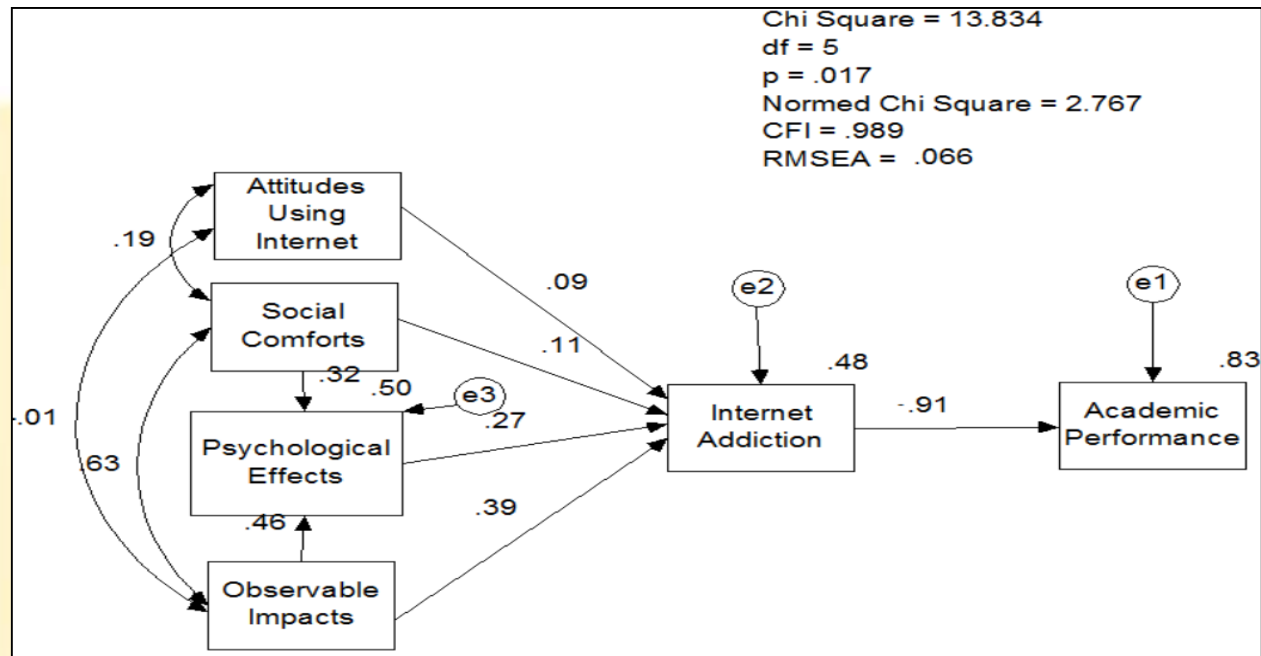 Chi Square = 13.834
df = 5
p = .017
Normed Chi Square = 2.767
CFI = .989
RMSEA = .066
Attitudes
Using
Internet
.19
.09
e2
e1
Social
Comforts
.11
.32
.50
e3
.48
.83
-.01
Psychological
Effects
.27
Internet
Addiction
-.91
Academic
Performance
.63
.46
.39
Observable
Impacts